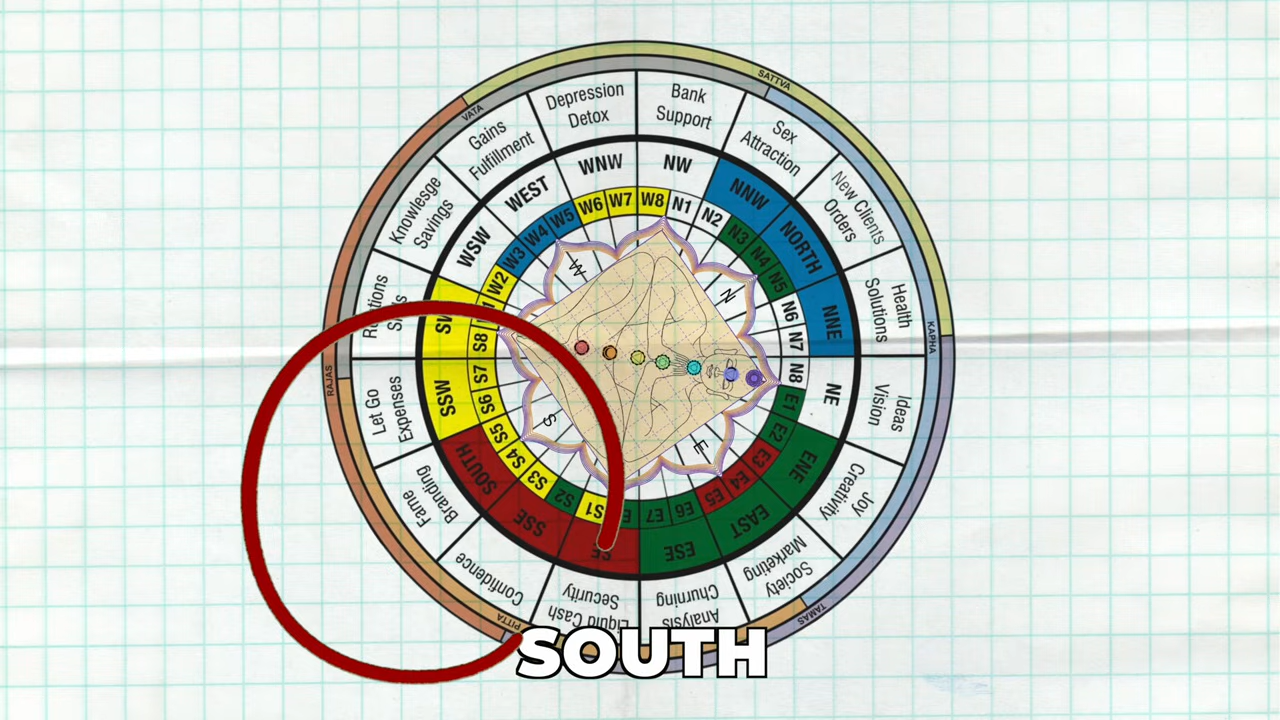 SATTVA
VATA
KAPHA
RAJAS
PITTA
TAMAS
Depression
Detox
Bank
Support
Sex
Attraction
New Clients
Orders
Health
Solutions
Ideas
Vision
Joy
Creativity
Society
Marketing
Analysis
Churning
Liquid Cash
Security
Confidence
Fame
Branding
Let Go
Expenses
Knowlesge
Savings
Gains
Fulfillment
WNW
NW
NNW
NORTH
NNE
NE
ENE
EAST
ESE
SE
SSE
SOUTH
SSW
WSW
WEST
W6 W7 W8 N1 N2 N3 N4 N5 N6 N7 N8
E1 E2 E3 E4 E5 E6 E7
S1 S2 S3 S4 S5 S6 S7 S8
W2 W3 W4 W5
W
N
E
S
SOUTH